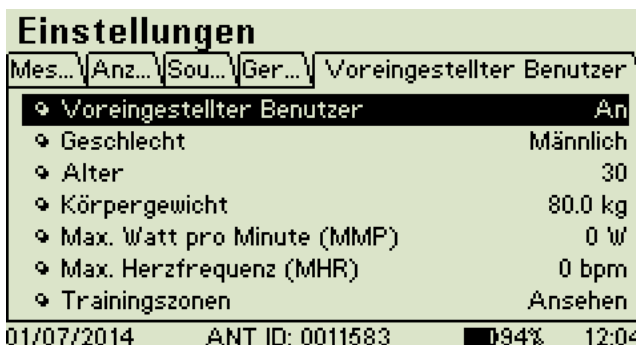 Einstellungen
Mes... Anz... Sou... Ger... Voreingestellter Benutzer
Voreingestellter Benutzer An
Geschlecht Männlich
Alter 30
Körpergewicht 80.0 kg
Max. Watt pro Minute (MMP) 0 W
Max. Herzfrequenz (MHR) 0 bpm
Trainingszonen Ansehen
01/07/2014 ANT ID: 0011583 94% 12:04